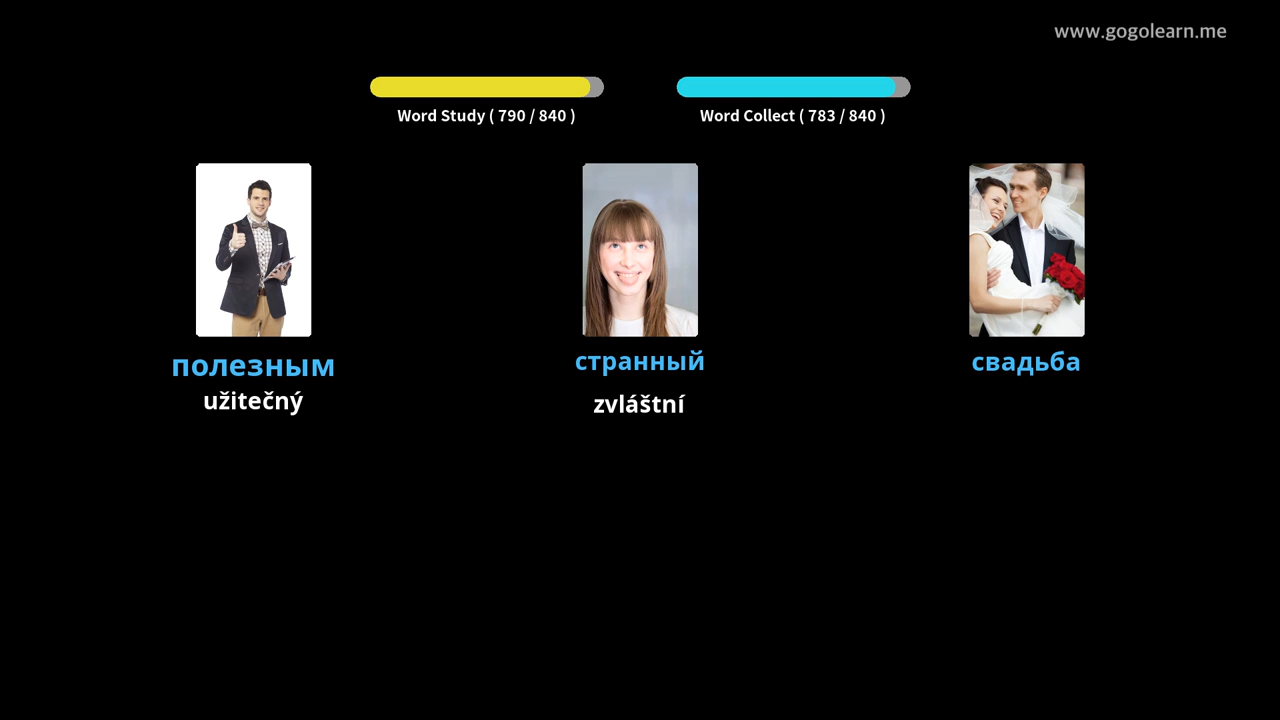 www.gogolearn.me
Word Study ( 790 / 840 )
Word Collect ( 783 / 840 )
полезным
странный
свадьба
užitečný
zvláštní